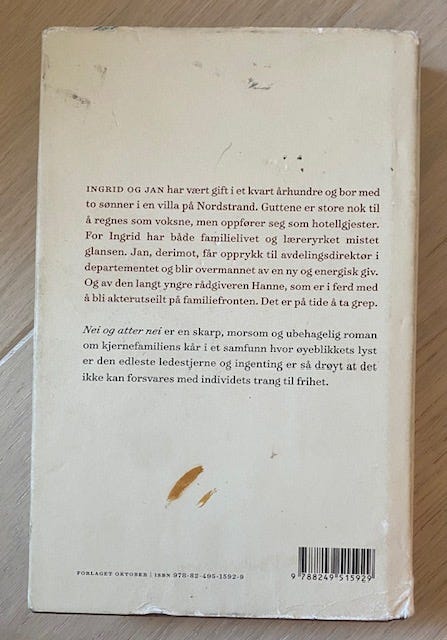 INGRID OG JAN har vært gift i et kvart århundre og bor med
to sønner i en villa på Nordstrand. Guttene er store nok til
å regnes som voksne, men oppfører seg som hotellgjester.
For Ingrid har både familielivet og læreryrket mistet
glansen. Jan, derimot, får opprykk til avdelingsdirektør i
departementet og blir overmannet av en ny og energisk giv.
Og av den langt yngre rådgiveren Hanne, som er i ferd med
å bli akterutseilt på familiefronten. Det er på tide å ta grep.
Nei og atter nei er en skarp, morsom og ubehagelig roman
om kjernefamiliens kår i et samfunn hvor øyeblikkets lyst
er den edleste ledestjerne og ingenting er så drøyt at det
ikke kan forsvares med individets trang til frihet.
FORLAGET OKTOBER | ISBN 978-82-495-1592-9
9 788249 515929